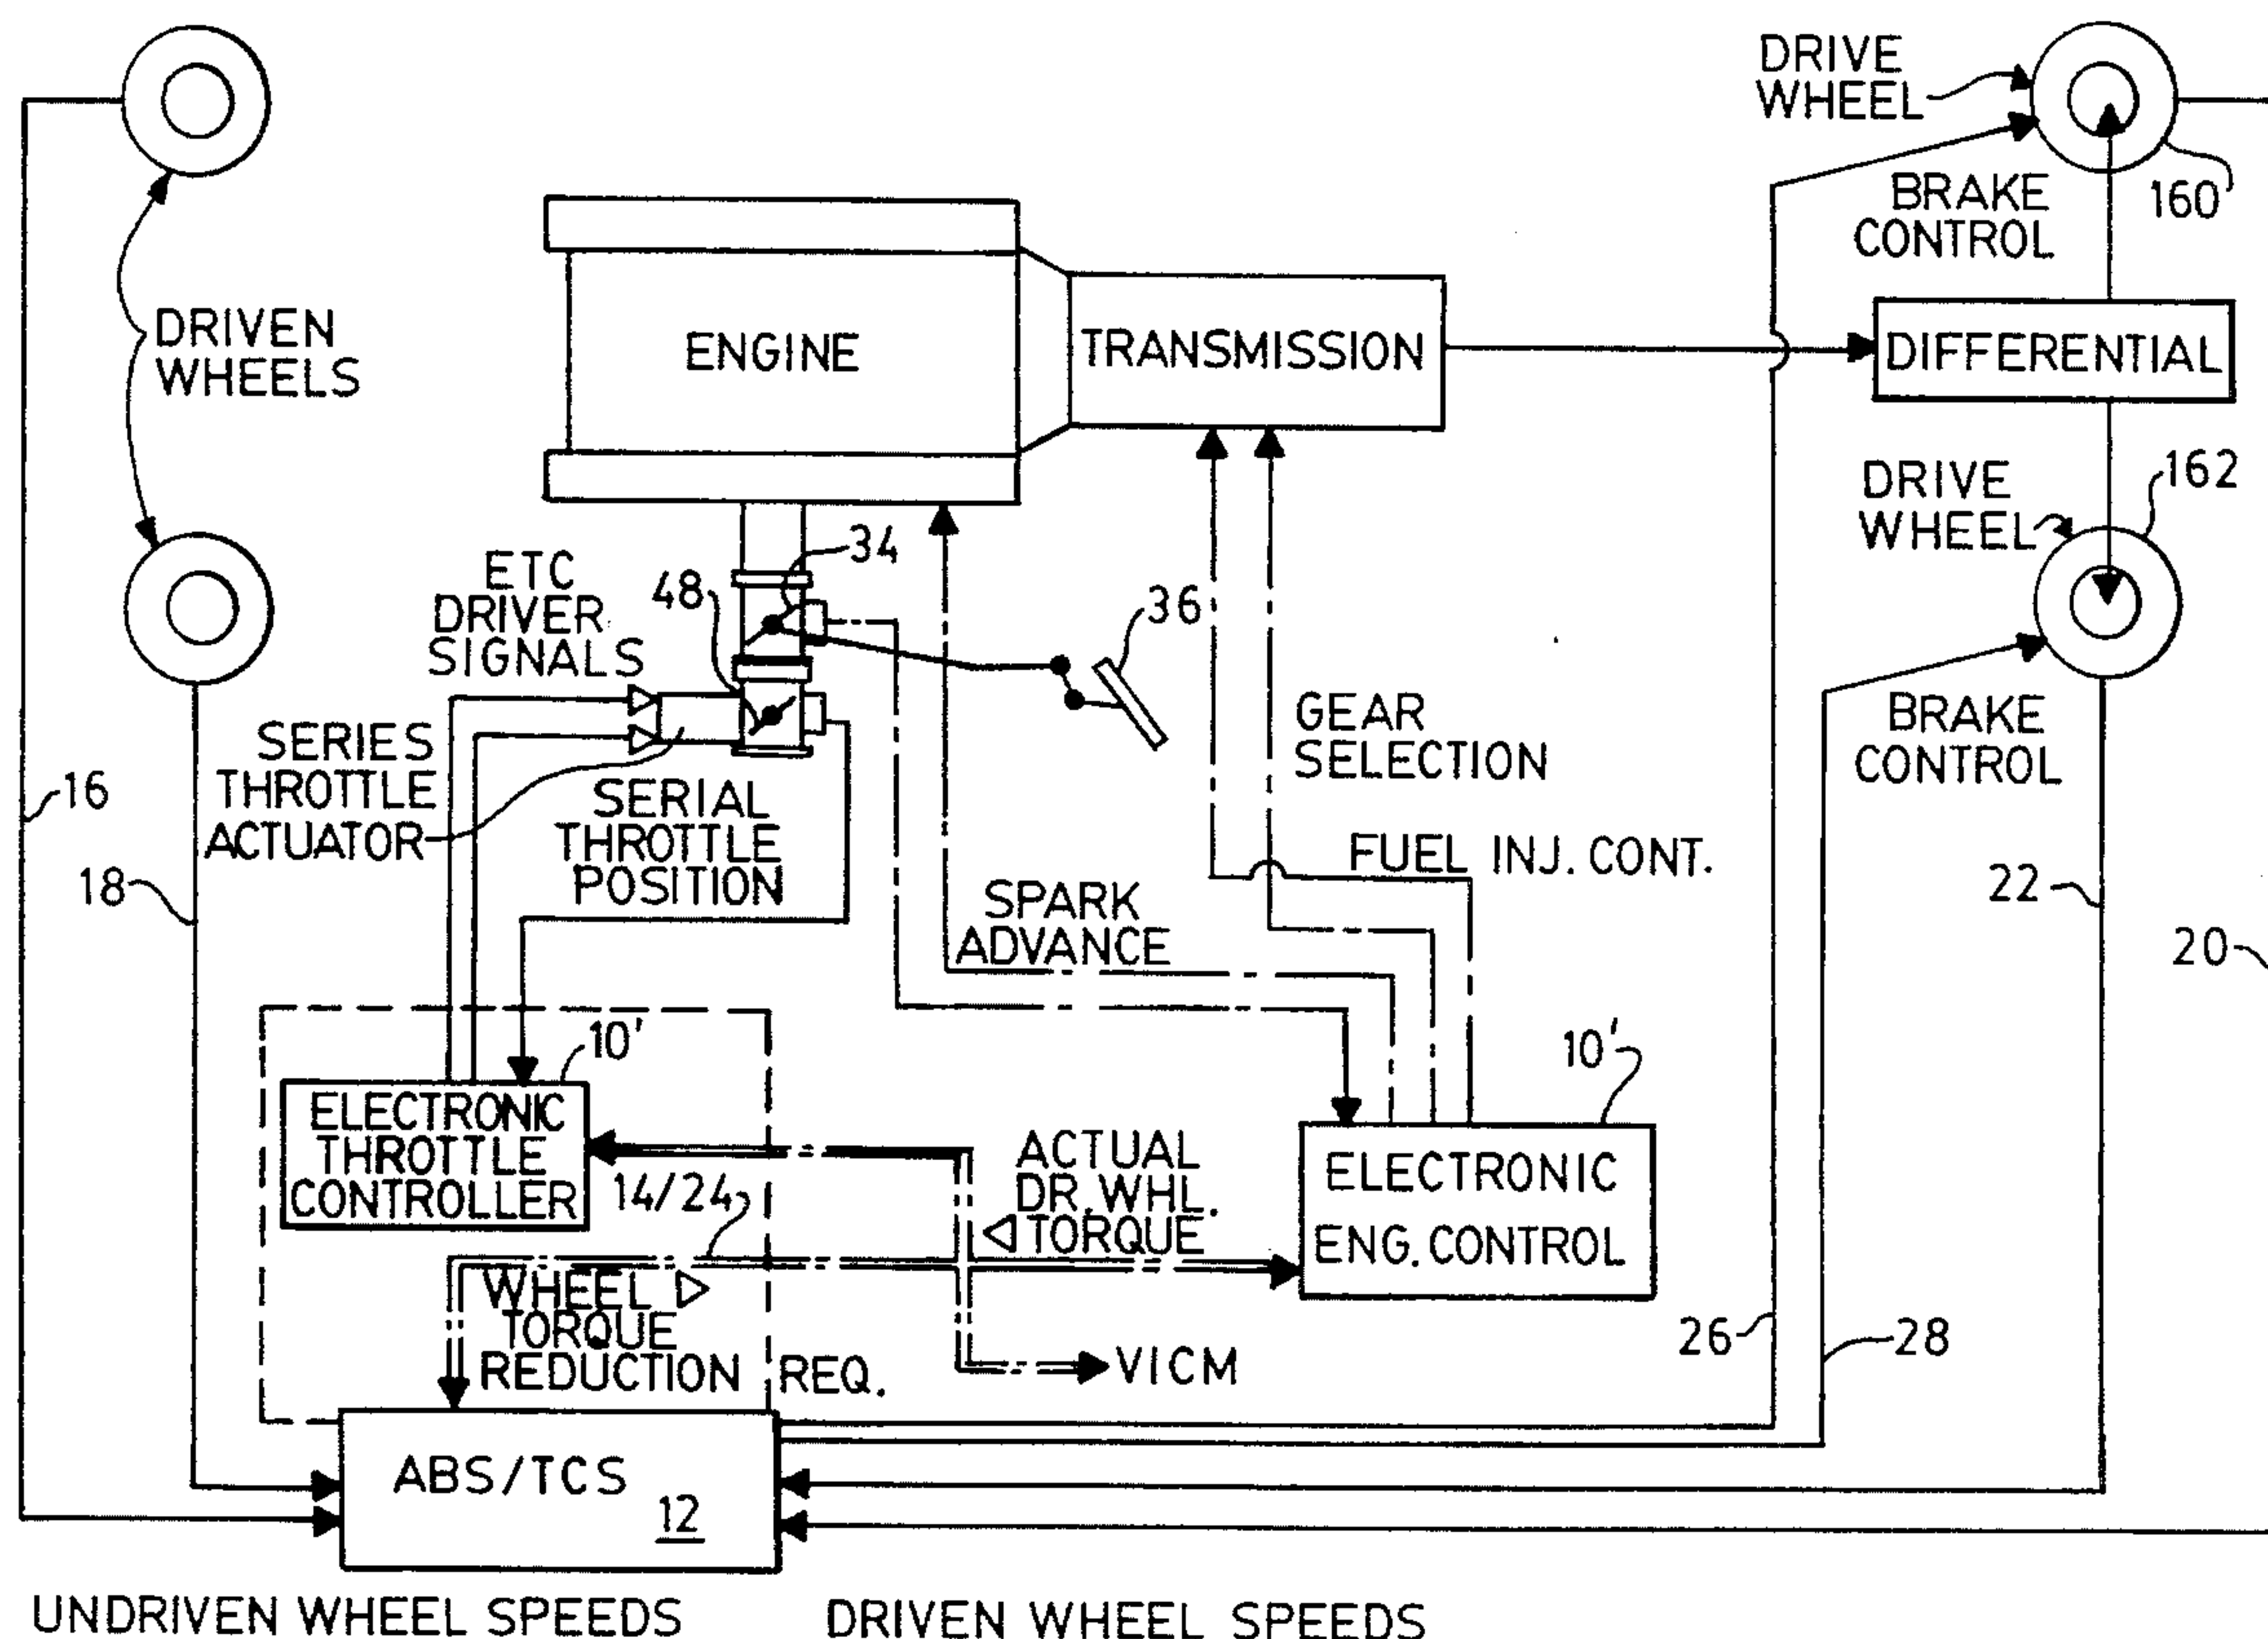 DRIVE
WHEEL
BRAKE
CONTROL
160
DRIVEN
WHEELS
ENGINE
TRANSMISSION
DIFFERENTIAL
DRIVE
WHEEL
162
34
ETC
DRIVER
SIGNALS
48
36
GEAR
SELECTION
BRAKE
CONTROL
SERIES
THROTTLE
ACTUATOR
16
SERIAL
THROTTLE
POSITION
FUEL INJ. CONT.
18
SPARK
ADVANCE
22
20
10'
10'
ELECTRONIC
THROTTLE
CONTROLLER
14/24
ACTUAL
DR. WHL.
TORQUE
ELECTRONIC
ENG. CONTROL
WHEEL
TORQUE
REDUCTION REQ.
VICM
26
28
ABS/TCS
12
UNDRIVEN WHEEL SPEEDS
DRIVEN WHEEL SPEEDS